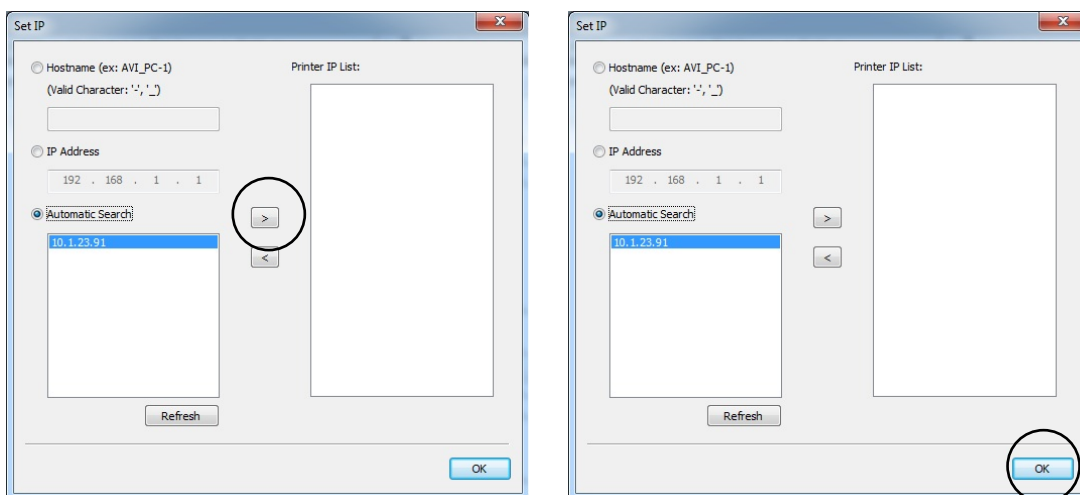 Set IP
Hostname (ex: AVI_PC-1)
Printer IP List:
(Valid Character: '-', '_')
IP Address
192 . 168 . 1 . 1
Automatic Search
>
10.1.23.91
<
Refresh
OK
Set IP
Hostname (ex: AVI_PC-1)
Printer IP List:
(Valid Character: '-', '_')
IP Address
192 . 168 . 1 . 1
Automatic Search
>
10.1.23.91
<
Refresh
OK